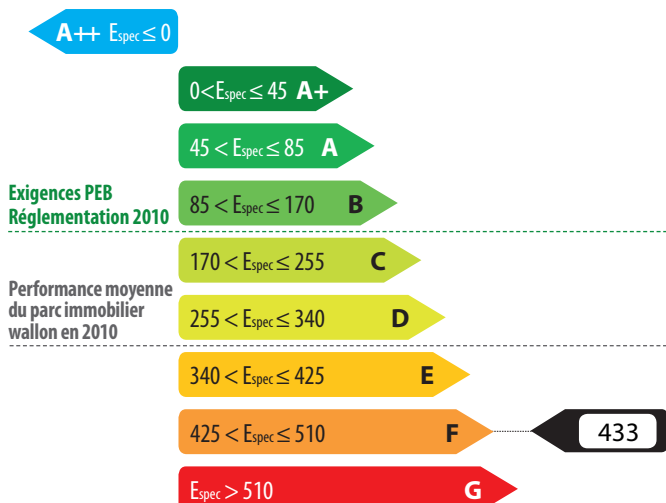 A++ Espec ≤ 0
0<Espec ≤ 45 A+
45 < Espec ≤ 85 A
Exigences PEB
Réglementation 2010
85 < Espec ≤ 170 B
170 < Espec ≤ 255 C
Performance moyenne
du parc immobilier
wallon en 2010
255 < Espec ≤ 340 D
340 < Espec ≤ 425 E
425 < Espec ≤ 510 F
433
Espec > 510 G